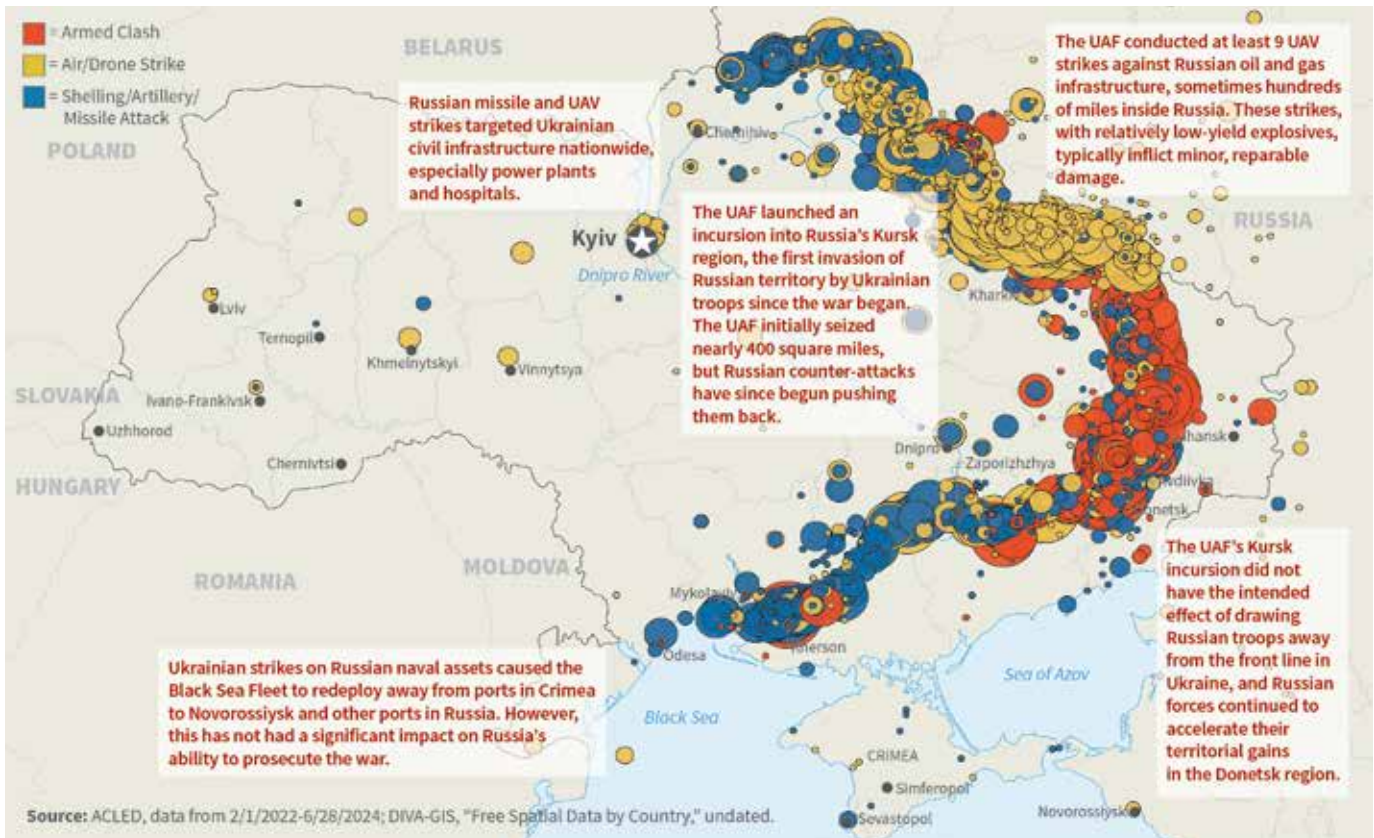 = Armed Clash
= Air/Drone Strike
= Shelling/Artillery/
Missile Attack
BELARUS
POLAND
RUSSIA
SLOVAKIA
HUNGARY
ROMANIA
MOLDOVA
Russian missile and UAV
strikes targeted Ukrainian
civil infrastructure nationwide,
especially power plants
and hospitals.
The UAF conducted at least 9 UAV
strikes against Russian oil and gas
infrastructure, sometimes hundreds
of miles inside Russia. These strikes,
with relatively low-yield explosives,
typically inflict minor, reparable
damage.
The UAF launched an
incursion into Russia's Kursk
region, the first invasion of
Russian territory by Ukrainian
troops since the war began.
The UAF initially seized
nearly 400 square miles,
but Russian counter-attacks
have since begun pushing
them back.
Chernihiv
Kyiv
Dnipro River
Lviv
Ternopil
Khmelnytskyi
Vinnytsya
Ivano-Frankivsk
Uzhhorod
Chernivtsi
Dnipro
Zaporizhzhya
Mykolayiv
Odesa
Black Sea
Sea of Azov
CRIMEA
Simferopol
Sevastopol
Novorossiysk
The UAF's Kursk
incursion did not
have the intended
effect of drawing
Russian troops away
from the front line in
Ukraine, and Russian
forces continued to
accelerate their
territorial gains
in the Donetsk region.
Ukrainian strikes on Russian naval assets caused the
Black Sea Fleet to redeploy away from ports in Crimea
to Novorossiysk and other ports in Russia. However,
this has not had a significant impact on Russia's
ability to prosecute the war.
Source: ACLED, data from 2/1/2022-6/28/2024; DIVA-GIS, "Free Spatial Data by Country," undated.